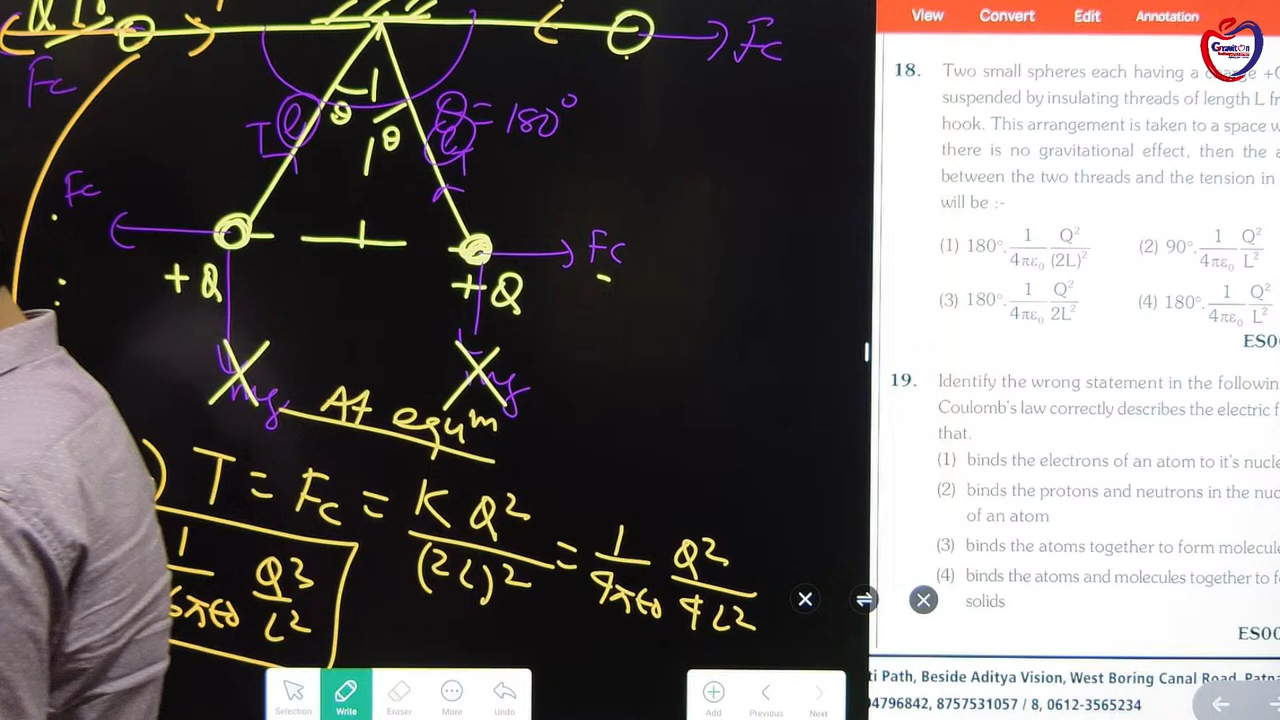 Fc
Fc
T
l
θ
θ
l
T
θ = 180°
Fc
Fc
+Q
+Q
mg
mg
At equm
T = Fc = KQ²/(2L)² = 1/4πε0 Q²/4L²
Q²/L²
View Convert Edit Annotation
Graviton
18. Two small spheres each having a
suspended by insulating threads of length L
hook. This arrangement is taken to a space
there is no gravitational effect, then the
between the two threads and the tension in
will be :-
(1) 180°. 1/4πε₀ Q²/(2L)² (2) 90°. 1/4πε₀ Q²/L²
(3) 180°. 1/4πε₀ Q²/2L² (4) 180°. 1/4πε₀ Q²/L²
19. Identify the wrong statement in the
Coulomb's law correctly describes the electric
that.
(1) binds the electrons of an atom to it's
(2) binds the protons and neutrons in the
of an atom
(3) binds the atoms together to form
(4) binds the atoms and molecules together to
solids
Path, Beside Aditya Vision, West Boring Canal Road,
04796842, 8757531057 / 8, 0612-3565234
Selection Write Eraser More Undo
Add Previous Next